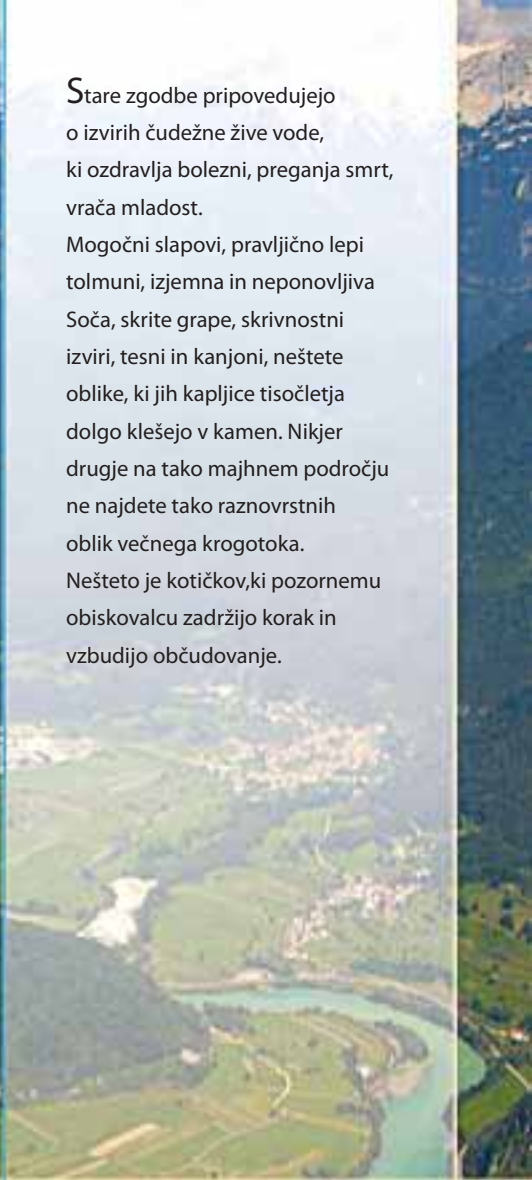 Stare zgodbe pripovedujejo
o izvirih čudežne žive vode,
ki ozdravlja bolezni, preganja smrt,
vrača mladost.
Mogočni slapovi, pravljično lepi
tolmuni, izjemna in neponovljiva
Soča, skrite grape, skrivnostni
izviri, tesni in kanjoni, neštete
oblike, ki jih kapljice tisočletja
dolgo klešejo v kamen. Nikjer
drugje na tako majhnem področju
ne najdete tako raznovrstnih
oblik večnega krogotoka.
Nešteto je kotičkov,ki pozornemu
obiskovalcu zadržijo korak in
vzbudijo občudovanje.